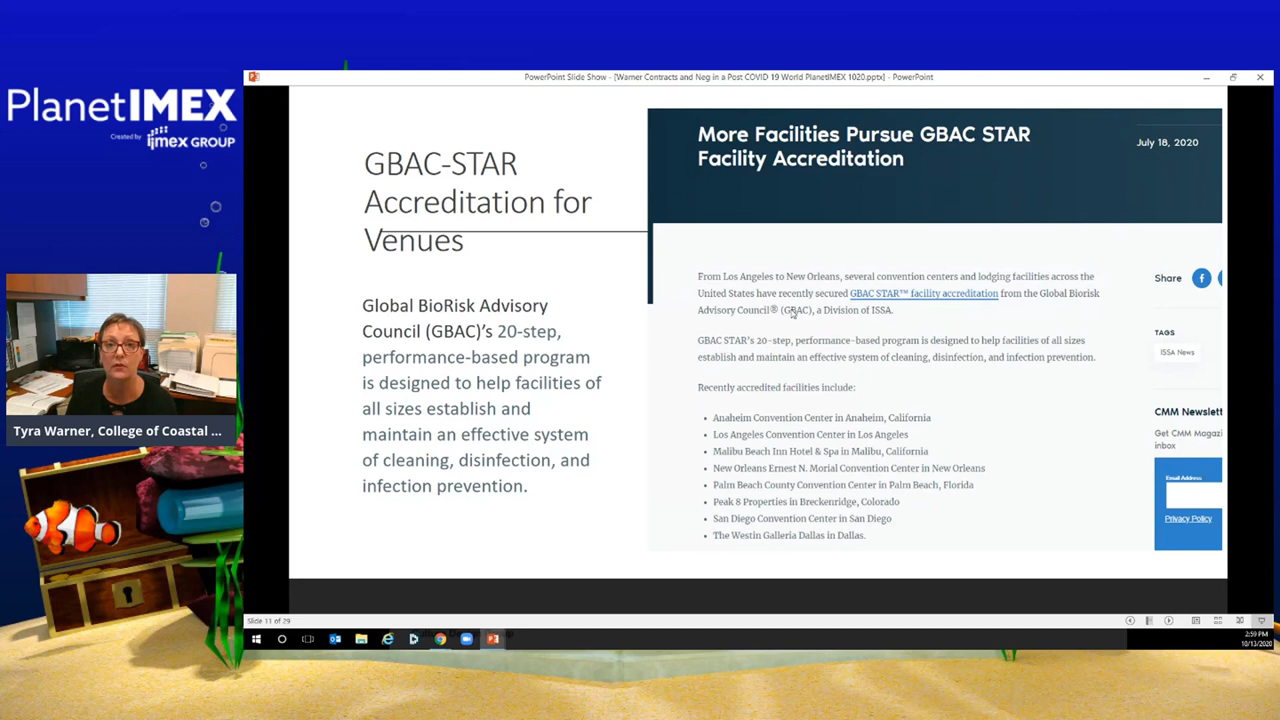 PowerPoint Slide Show - [Warner Contracts and Neg in a Post COVID 19 World PlanetIMEX 1020.pptx] - PowerPoint
PlanetIMEX
Created by imex GROUP
GBAC-STAR
Accreditation for
Venues
Global BioRisk Advisory
Council (GBAC)’s 20-step,
performance-based program
is designed to help facilities of
all sizes establish and
maintain an effective system
of cleaning, disinfection, and
infection prevention.
More Facilities Pursue GBAC STAR
Facility Accreditation
July 18, 2020
From Los Angeles to New Orleans, several convention centers and lodging facilities across the
United States have recently secured GBAC STAR™ facility accreditation from the Global Biorisk
Advisory Council® (GBAC), a Division of ISSA.
GBAC STAR’s 20-step, performance-based program is designed to help facilities of all sizes
establish and maintain an effective system of cleaning, disinfection, and infection prevention.
Recently accredited facilities include:
• Anaheim Convention Center in Anaheim, California
• Los Angeles Convention Center in Los Angeles
• Malibu Beach Inn Hotel & Spa in Malibu, California
• New Orleans Ernest N. Morial Convention Center in New Orleans
• Palm Beach County Convention Center in Palm Beach, Florida
• Peak 8 Properties in Breckenridge, Colorado
• San Diego Convention Center in San Diego
• The Westin Galleria Dallas in Dallas.
Share
TAGS
ISSA News
CMM Newslett
Get CMM Magazi
inbox
Email Address
Privacy Policy
Tyra Warner, College of Coastal ...
Slide 11 of 29
2:59 PM
10/13/2020